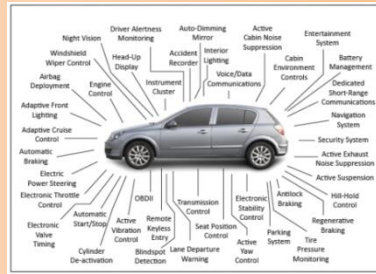 Driver Alertness
Monitoring
Auto-Dimming
Mirror
Active
Cabin Noise
Suppression
Entertainment
System
Night Vision
Windshield
Wiper Control
Head-Up
Display
Accident
Recorder
Interior
Lighting
Cabin
Environment
Controls
Battery
Management
Airbag
Deployment
Engine
Control
Instrument
Cluster
Voice/Data
Communications
Dedicated
Short-Range
Communications
Adaptive Front
Lighting
Navigation
System
Adaptive Cruise
Control
Security System
Automatic
Braking
Active Exhaust
Noise Suppression
Electric
Power Steering
Active Suspension
Electronic Throttle
Control
Automatic
Start/Stop
OBDII
Transmission
Control
Electronic
Stability
Control
Antilock
Braking
Hill-Hold
Control
Electronic
Valve
Timing
Active
Vibration
Control
Remote
Keyless
Entry
Seat Position
Control
Parking
System
Regenerative
Braking
Cylinder
De-activation
Blindspot
Detection
Lane Departure
Warning
Active
Yaw
Control
Tire
Pressure
Monitoring